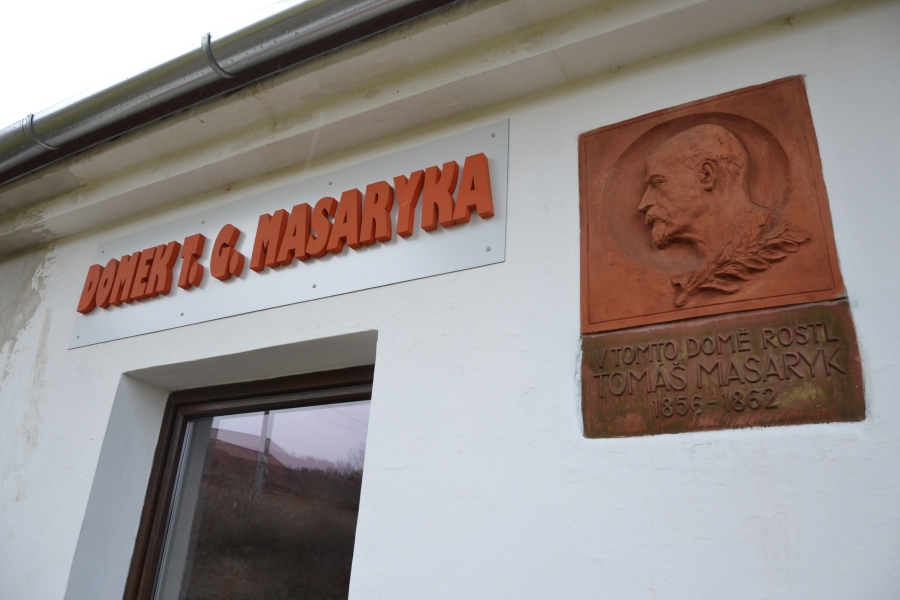 DOMEK T. G. MASARYKA
V TOMTO DOMĚ ROSTL
TOMÁŠ MASARYK
1856-1862